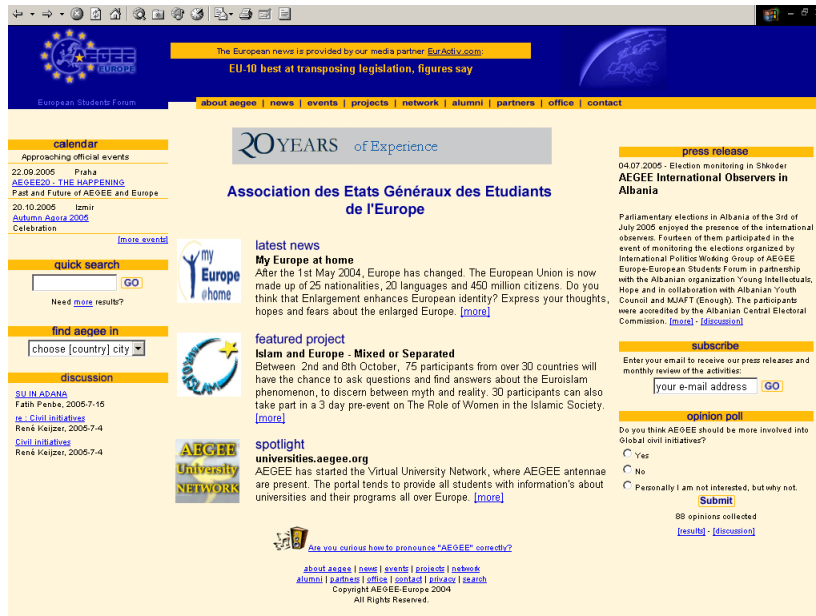 AEGEE
EUROPE
European Students Forum
The European news is provided by our media partner EurActiv.com:
EU-10 best at transposing legislation, figures say
about aegee | news | events | projects | network | alumni | partners | office | contact
calendar
Approaching official events
22.09.2005 Praha
AEGEE20 - THE HAPPENING
Past and Future of AEGEE and Europe
20.10.2005 Izmir
Autumn Agora 2005
Celebration
[more events]
quick search
GO
Need more results?
find aegee in
choose [country] city
discussion
SU IN ADANA
Fatih Penbe, 2005-7-15
re : Civil initiatives
René Keijzer, 2005-7-4
Civil initiatives
René Keijzer, 2005-7-4
20 YEARS of Experience
Association des Etats Généraux des Etudiants
de l'Europe
my
Europe
@home
latest news
My Europe at home
After the 1st May 2004, Europe has changed. The European Union is now
made up of 25 nationalities, 20 languages and 450 million citizens. Do you
think that Enlargement enhances European identity? Express your thoughts,
hopes and fears about the enlarged Europe. [more]
featured project
Islam and Europe - Mixed or Separated
Between 2nd and 8th October, 75 participants from over 30 countries will
have the chance to ask questions and find answers about the Euroislam
phenomenon, to discern between myth and reality. 30 participants can also
take part in a 3 day pre-event on The Role of Women in the Islamic Society.
[more]
AEGEE
University
NETWORK
spotlight
universities.aegee.org
AEGEE has started the Virtual University Network, where AEGEE antennae
are present. The portal tends to provide all students with information's about
universities and their programs all over Europe. [more]
Are you curious how to pronounce "AEGEE" correctly?
about aegee | news | events | projects | network
alumni | partners | office | contact | privacy | search
Copyright AEGEE-Europe 2004
All Rights Reserved.
press release
04.07.2005 - Election monitoring in Shkoder
AEGEE International Observers in
Albania
Parliamentary elections in Albania of the 3rd of
July 2005 enjoyed the presence of the international
observers. Fourteen of them participated in the
event of monitoring the elections organized by
International Politics Working Group of AEGEE
Europe-European Students Forum in partnership
with the Albanian organization Young Intellectuals,
Hope and in collaboration with Albanian Youth
Council and MJAFT (Enough). The participants
were accredited by the Albanian Central Electoral
Commission. [more] - [discussion]
subscribe
Enter your email to receive our press releases and
monthly review of the activities:
your e-mail address GO
opinion poll
Do you think AEGEE should be more involved into
Global civil initiatives?
Yes
No
Personally I am not interested, but why not.
Submit
88 opinions collected
[results] - [discussion]